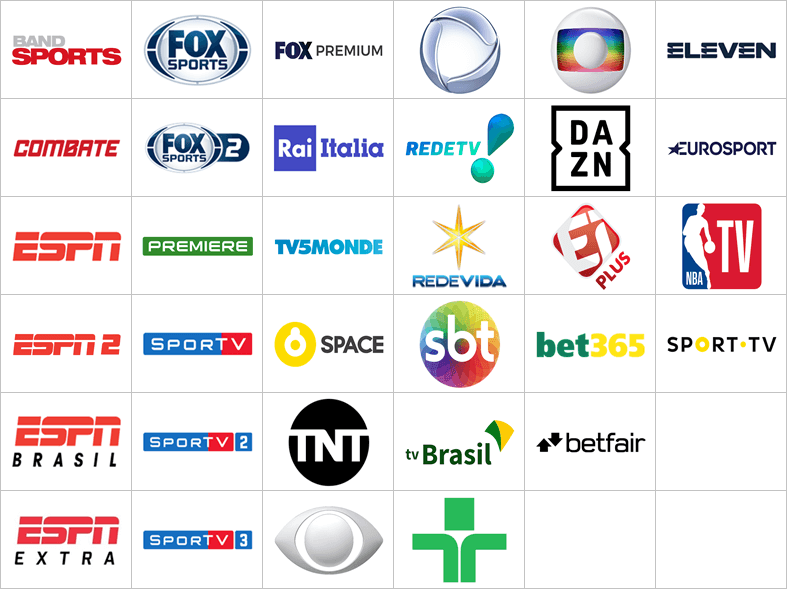 BAND
SPORTS
FOX
SPORTS
FOX PREMIUM
ELEVEN
COMBATE
FOX
SPORTS 2
Rai Italia
REDETV
DA
ZN
EUROSPORT
ESPN
PREMIERE
TV5MONDE
REDEVIDA
EI
PLUS
NBA
TV
ESPN 2
SPORTV
SPACE
sbt
bet365
SPORT•TV
ESPN
BRASIL
SPORTV 2
TNT
tv Brasil
betfair
ESPN
EXTRA
SPORTV 3